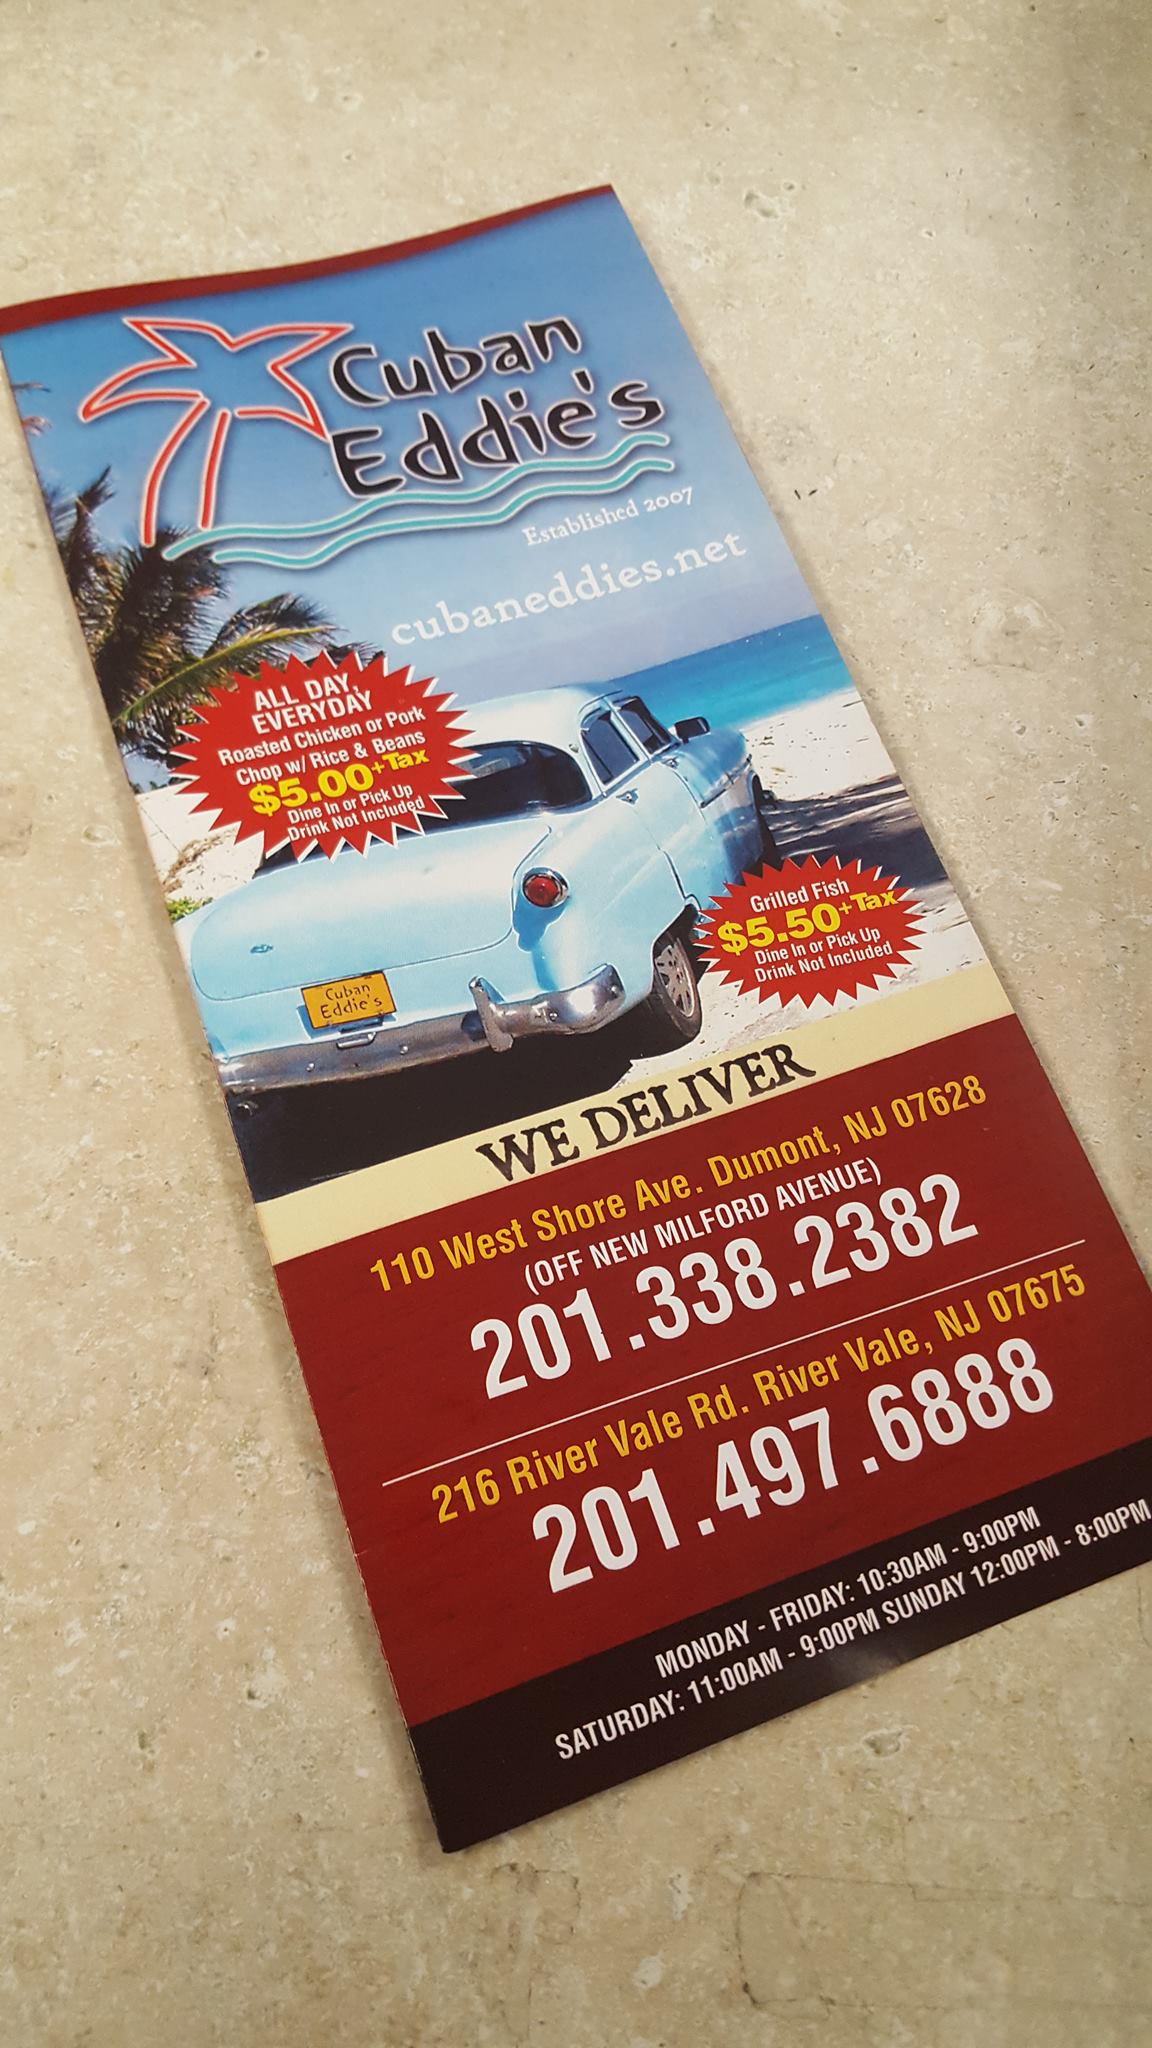 Cuban
Eddie's
Established 2007
cubaneddies.net
ALL DAY,
EVERYDAY
Roasted Chicken or Pork
Chop w/ Rice & Beans
$5.00+Tax
Dine In or Pick Up
Drink Not Included
Grilled Fish
$5.50+Tax
Dine In or Pick Up
Drink Not Included
Cuban
Eddie's
WE DELIVER
110 West Shore Ave. Dumont, NJ 07628
(OFF NEW MILFORD AVENUE)
201.338.2382
216 River Vale Rd. River Vale, NJ 07675
201.497.6888
MONDAY - FRIDAY: 10:30AM - 9:00PM
SATURDAY: 11:00AM - 9:00PM SUNDAY 12:00PM - 8:00PM